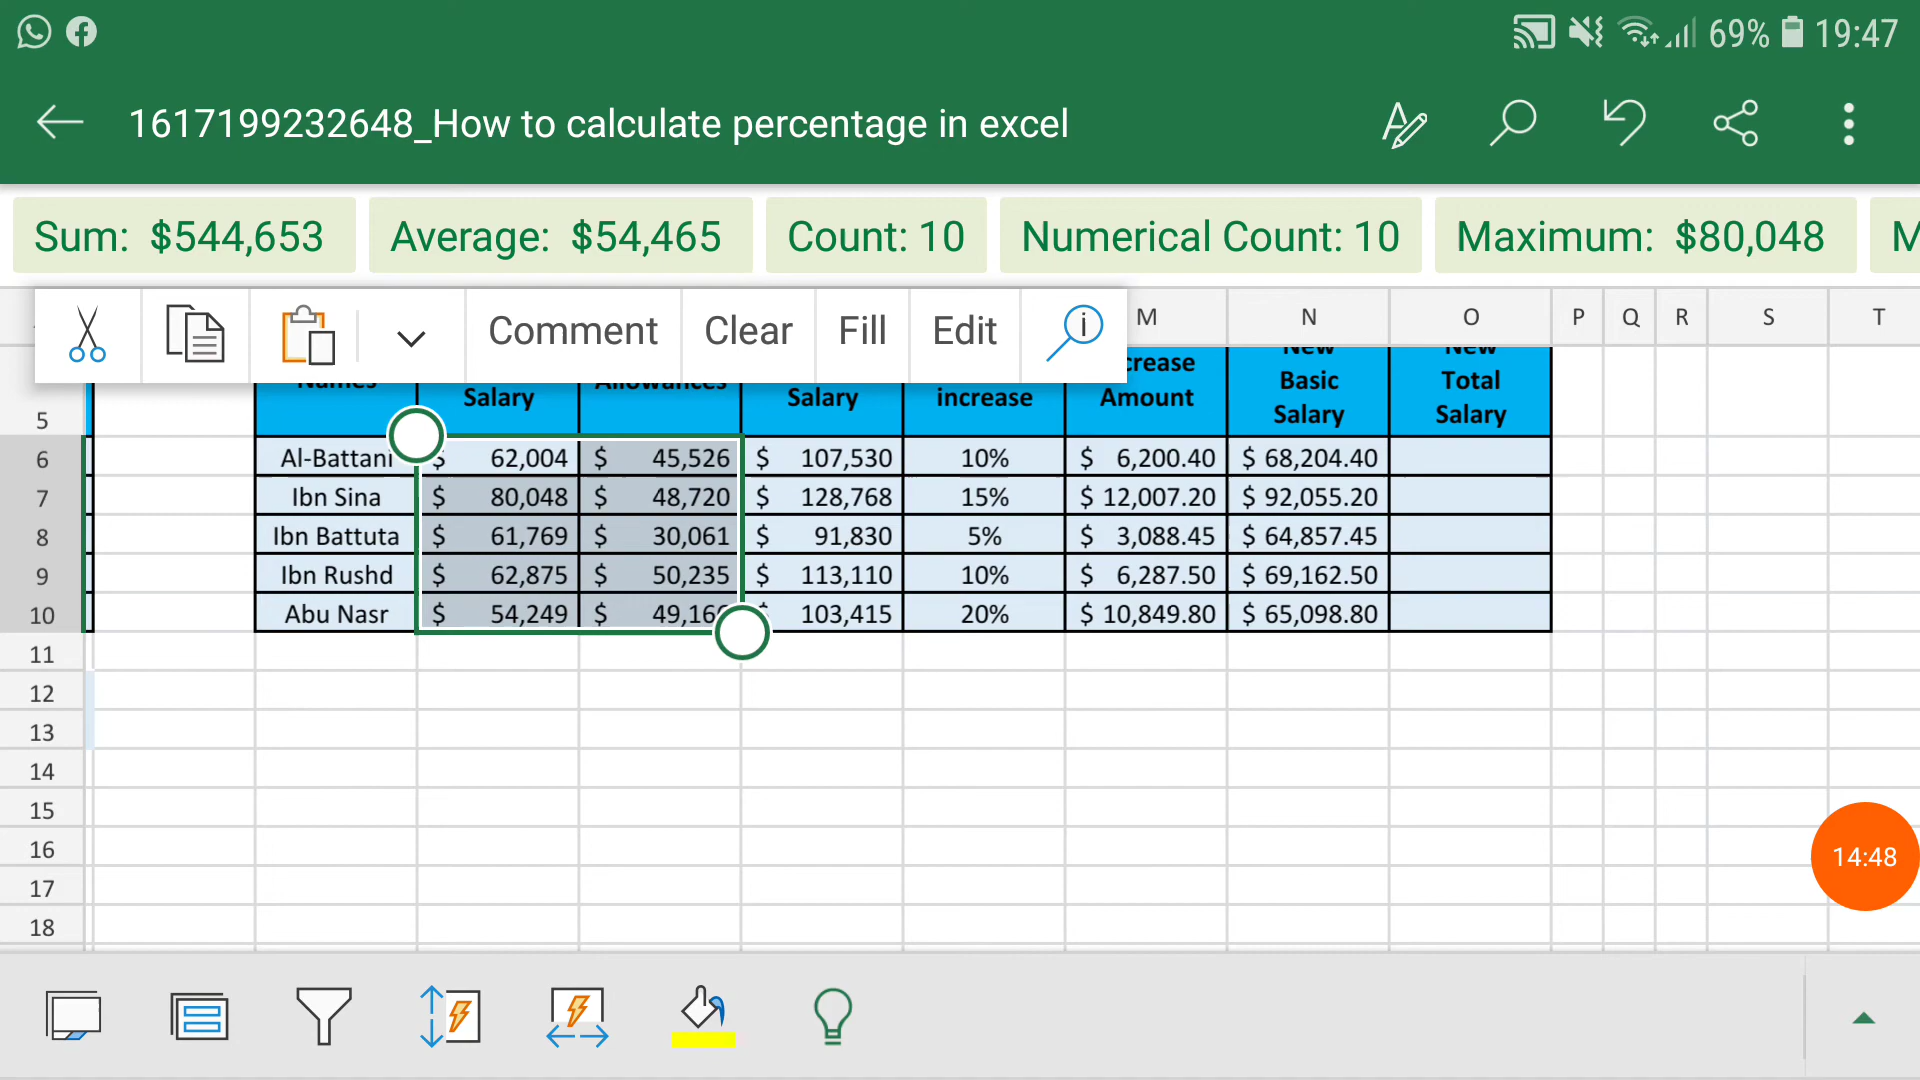 69% 19:47
1617199232648_How to calculate percentage in excel
Sum: $544,653 Average: $54,465 Count: 10 Numerical Count: 10 Maximum: $80,048 M
Comment Clear Fill Edit M N O P Q R S T
crease New New
Names Allowances Basic Total
5 Salary Salary increase Amount Salary Salary
6 Al-Battani $ 62,004 $ 45,526 $ 107,530 10% $ 6,200.40 $ 68,204.40
7 Ibn Sina $ 80,048 $ 48,720 $ 128,768 15% $ 12,007.20 $ 92,055.20
8 Ibn Battuta $ 61,769 $ 30,061 $ 91,830 5% $ 3,088.45 $ 64,857.45
9 Ibn Rushd $ 62,875 $ 50,235 $ 113,110 10% $ 6,287.50 $ 69,162.50
10 Abu Nasr $ 54,249 $ 49,166 $ 103,415 20% $ 10,849.80 $ 65,098.80
11
12
13
14
15
16
17
18
14:48